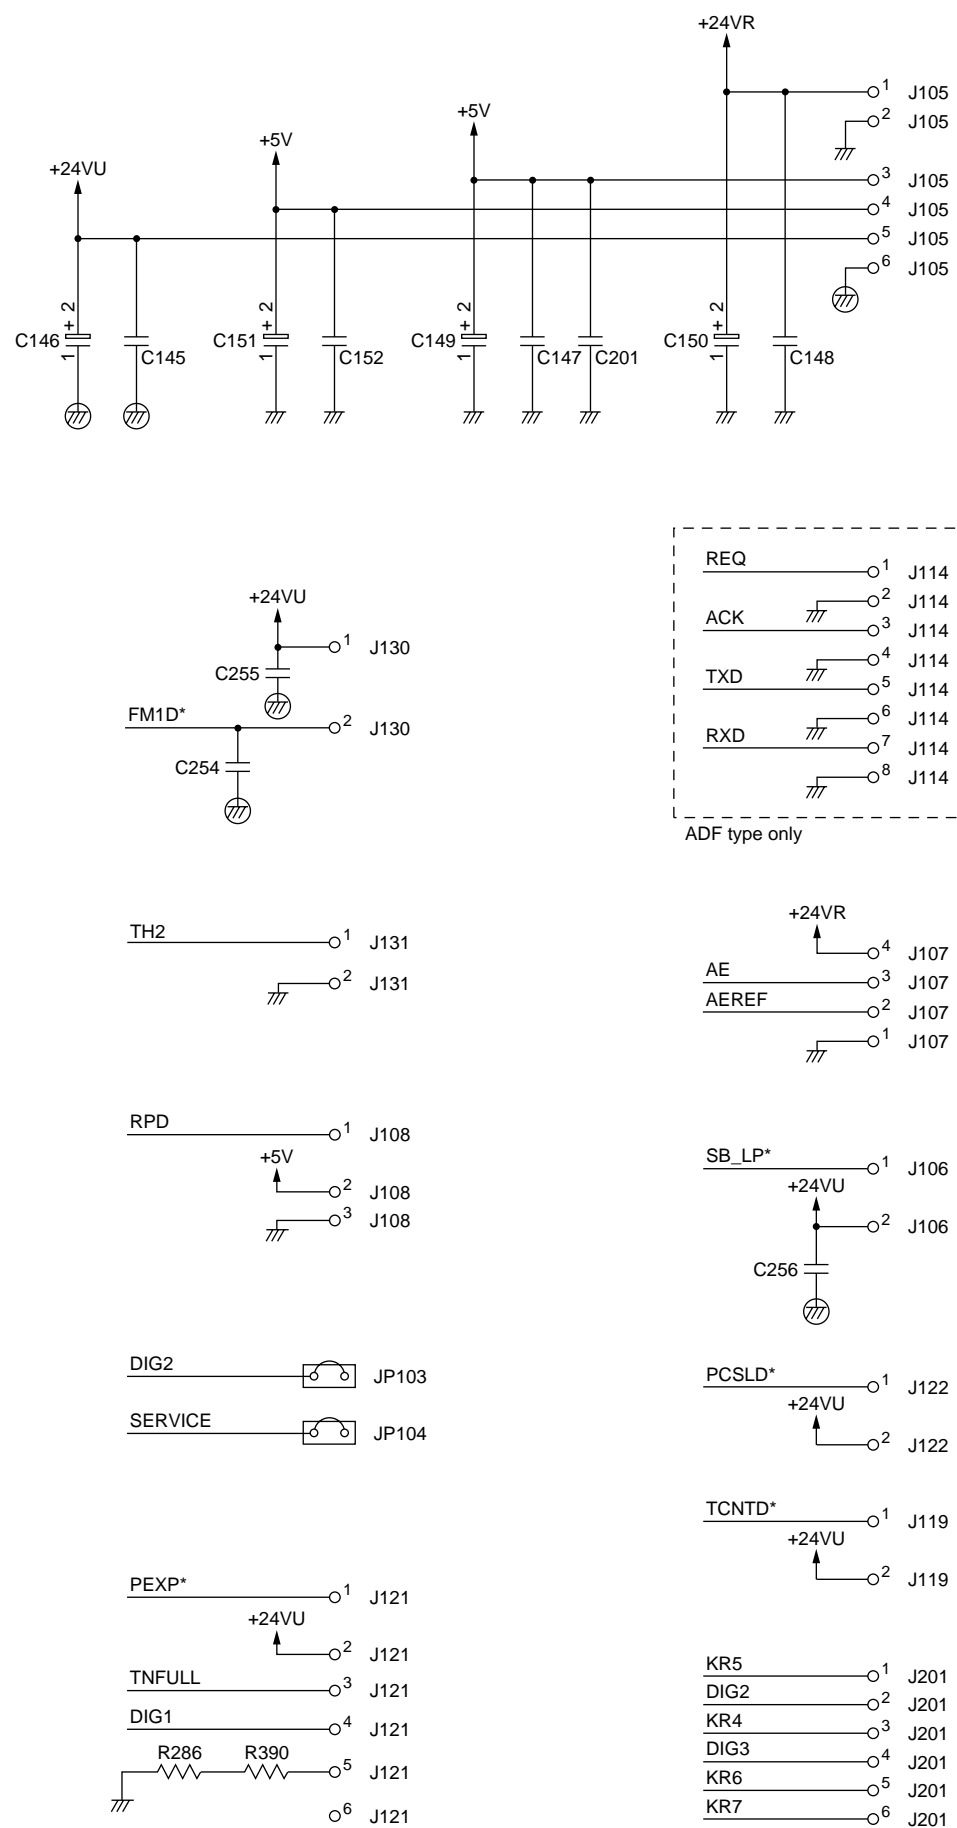 +24VR
1 J105
2 J105
+5V
3 J105
+5V
4 J105
+24VU
5 J105
6 J105
C146 + 2 1
C145
C151 + 2 1
C152
C149 + 2 1
C147
C201
C150 + 2 1
C148
+24VU
1 J130
C255
FM1D*
2 J130
C254
REQ
1 J114
2 J114
ACK
3 J114
4 J114
TXD
5 J114
6 J114
RXD
7 J114
8 J114
ADF type only
TH2
1 J131
2 J131
+24VR
4 J107
AE
3 J107
AEREF
2 J107
1 J107
RPD
1 J108
+5V
2 J108
3 J108
SB_LP*
1 J106
+24VU
2 J106
C256
DIG2
JP103
SERVICE
JP104
PCSLD*
1 J122
+24VU
2 J122
TCNTD*
1 J119
+24VU
2 J119
PEXP*
1 J121
+24VU
2 J121
TNFULL
3 J121
DIG1
4 J121
R286 R390
5 J121
6 J121
KR5
1 J201
DIG2
2 J201
KR4
3 J201
DIG3
4 J201
KR6
5 J201
KR7
6 J201